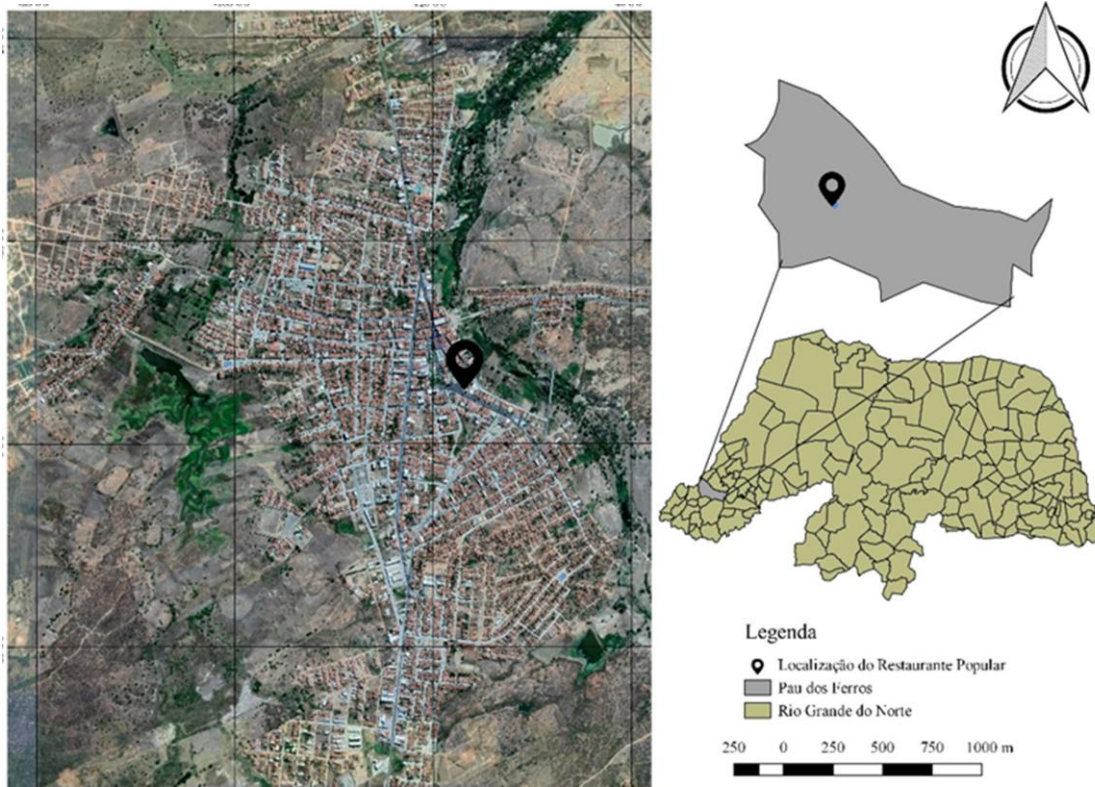 Legenda
Localização do Restaurante Popular
Pau dos Ferros
Rio Grande do Norte
250 0 250 500 750 1000 m